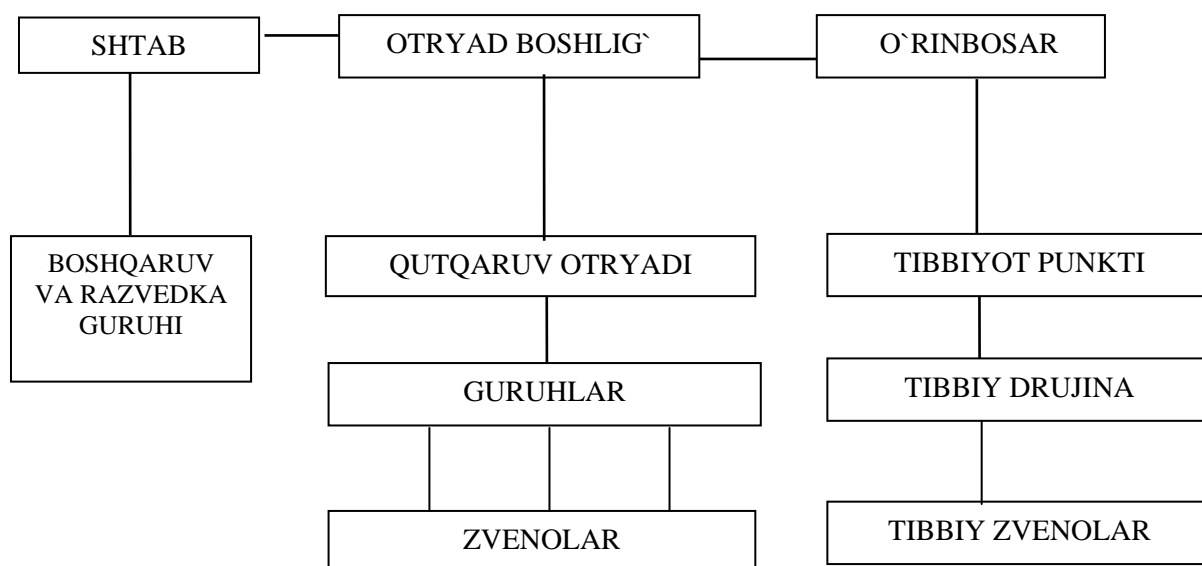 SHTAB
OTRYAD BOSHLIG`
O`RINBOSAR
BOSHQARUV
VA RAZVEDKA
GURUHI
QUTQARUV OTRYADI
TIBBIYOT PUNKTI
GURUHLAR
TIBBIY DRUJINA
ZVENOLAR
TIBBIY ZVENOLAR